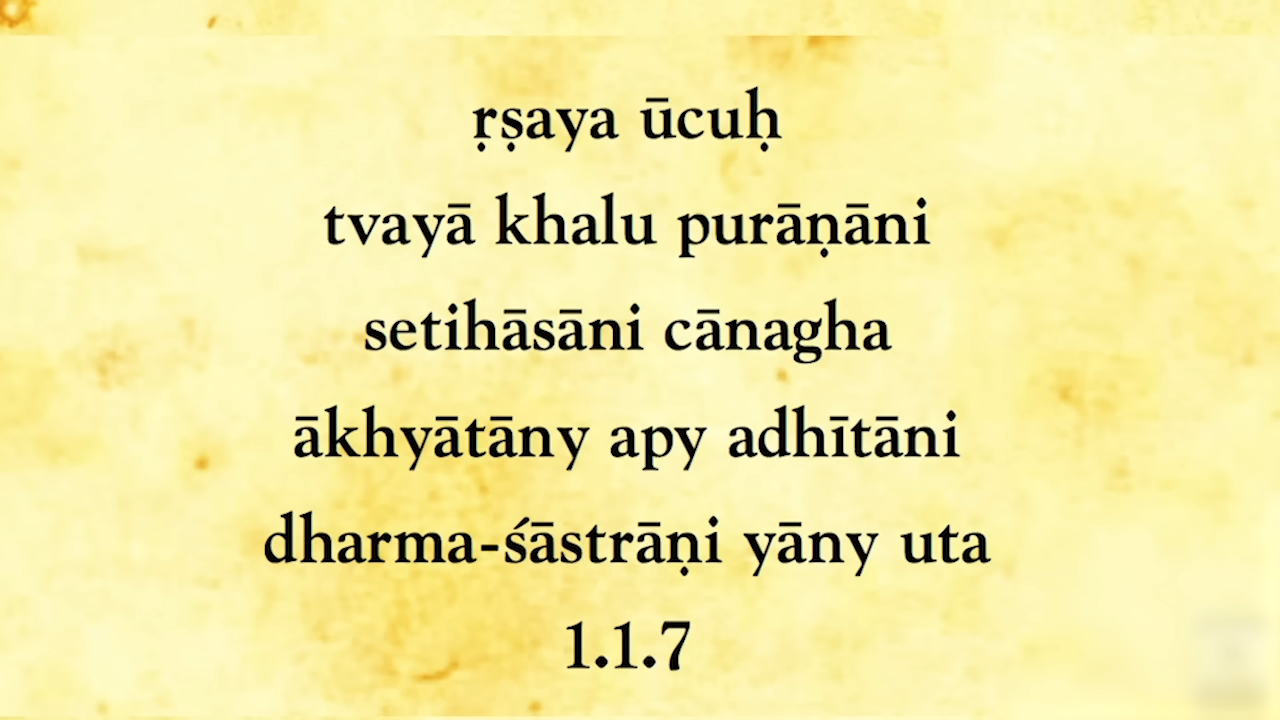 ṛṣaya ūcuḥ
tvayā khalu purāṇāni
setihāsāni cānagha
ākhyātāny apy adhītāni
dharma-śāstrāṇi yāny uta
1.1.7